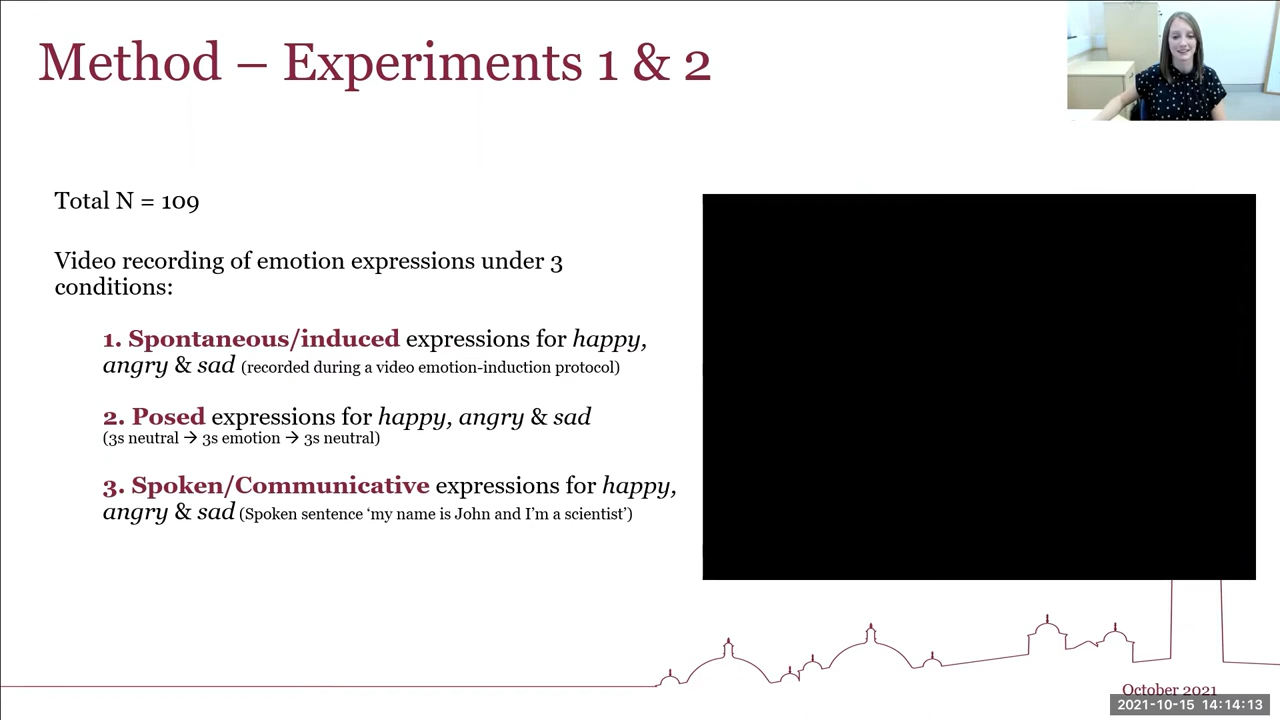 Method – Experiments 1 & 2
Total N = 109
Video recording of emotion expressions under 3
conditions:
1. Spontaneous/induced expressions for happy,
angry & sad (recorded during a video emotion-induction protocol)
2. Posed expressions for happy, angry & sad
(3s neutral → 3s emotion → 3s neutral)
3. Spoken/Communicative expressions for happy,
angry & sad (Spoken sentence ‘my name is John and I’m a scientist’)
October 2021
2021-10-15 14:14:13